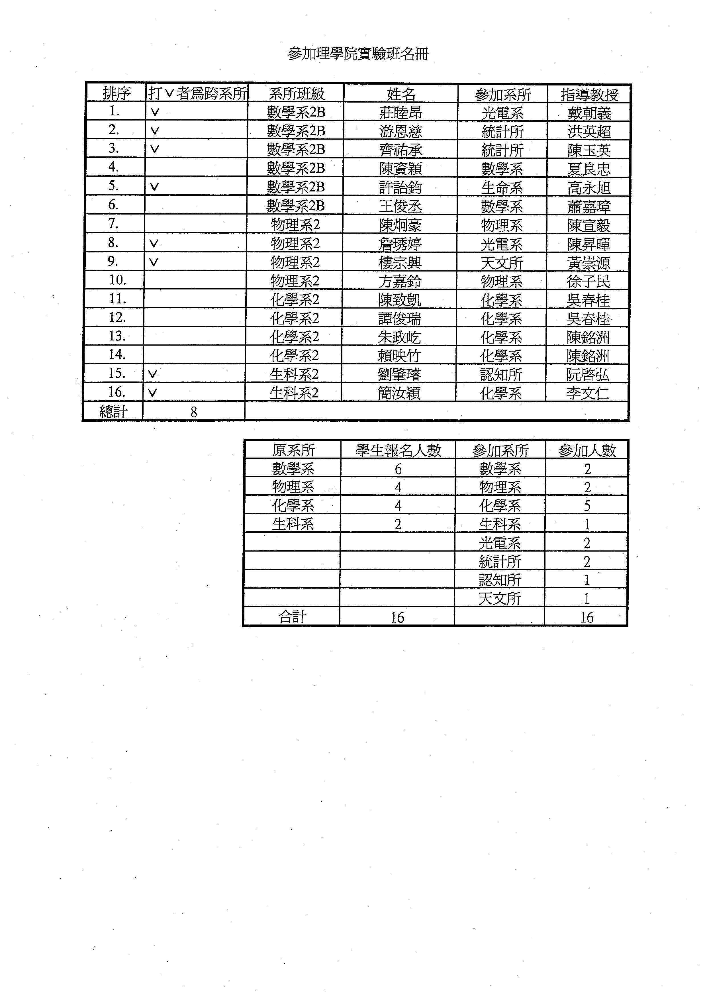 參加理學院實驗班名冊
排序 打∨者爲跨系所 系所班級 姓名 參加系所 指導教授
1. ∨ 數學系2B 莊睦昂 光電系 戴朝義
2. ∨ 數學系2B 游恩慈 統計所 洪英超
3. ∨ 數學系2B 齊祐承 統計所 陳玉英
4. 數學系2B 陳資穎 數學系 夏良忠
5. ∨ 數學系2B 許詒鈞 生命系 高永旭
6. 數學系2B 王俊丞 數學系 蕭嘉璋
7. 物理系2 陳炯豪 物理系 陳宣毅
8. ∨ 物理系2 詹琇婷 光電系 陳昇暉
9. ∨ 物理系2 樓宗興 天文所 黃崇源
10. 物理系2 方嘉鈴 物理系 徐子民
11. 化學系2 陳致凱 化學系 吳春桂
12. 化學系2 譚俊瑞 化學系 吳春桂
13. 化學系2 朱政屹 化學系 陳銘洲
14. 化學系2 賴映竹 化學系 陳銘洲
15. ∨ 生科系2 劉肇璿 認知所 阮啓弘
16. ∨ 生科系2 簡汝穎 化學系 李文仁
總計 8
原系所 學生報名人數 參加系所 參加人數
數學系 6 數學系 2
物理系 4 物理系 2
化學系 4 化學系 5
生科系 2 生科系 1
光電系 2
統計所 2
認知所 1
天文所 1
合計 16 16